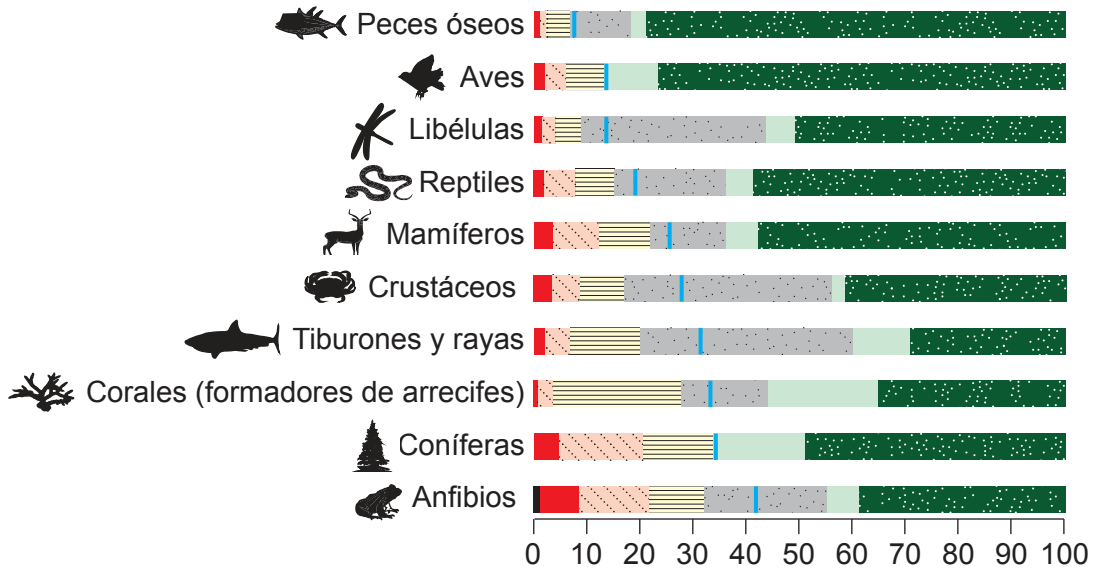 Peces óseos
Aves
Libélulas
Reptiles
Mamíferos
Crustáceos
Tiburones y rayas
Corales (formadores de arrecifes)
Coníferas
Anfibios
0 10 20 30 40 50 60 70 80 90 100